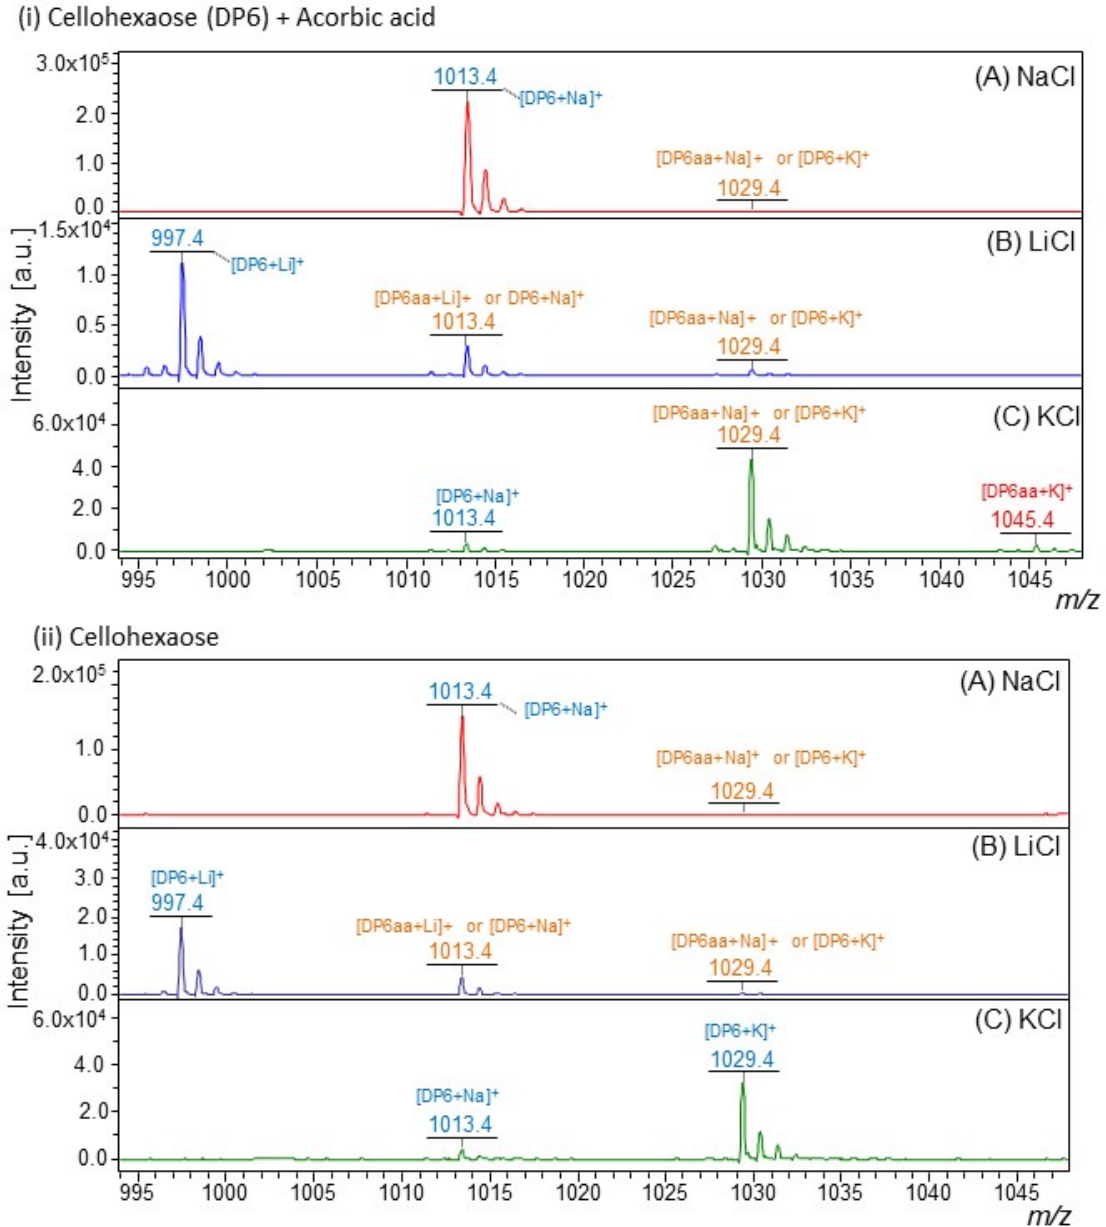 (i) Cellohexaose (DP6) + Acorbic acid
3.0x10⁵
1013.4
(A) NaCl
[DP6+Na]⁺
2.0
[DP6aa+Na]+ or [DP6+K]⁺
1.0
1029.4
0.0
1.5x10⁴
997.4
(B) LiCl
[DP6+Li]⁺
1.0
[DP6aa+Li]+ or DP6+Na]⁺
[DP6aa+Na]+ or [DP6+K]⁺
0.5
1013.4
1029.4
0.0
[DP6aa+Na]+ or [DP6+K]⁺
(C) KCl
6.0x10⁴
1029.4
4.0
[DP6+Na]⁺
[DP6aa+K]⁺
2.0
1013.4
1045.4
0.0
Intensity [a.u.]
995 1000 1005 1010 1015 1020 1025 1030 1035 1040 1045
m/z
(ii) Cellohexaose
2.0x10⁵
1013.4
(A) NaCl
[DP6+Na]⁺
1.0
[DP6aa+Na]⁺ or [DP6+K]⁺
1029.4
0.0
4.0x10⁴
(B) LiCl
3.0
[DP6+Li]⁺
997.4
2.0
[DP6aa+Li]+ or [DP6+Na]⁺
[DP6aa+Na]+ or [DP6+K]⁺
1.0
1013.4
1029.4
0.0
6.0x10⁴
(C) KCl
[DP6+K]⁺
1029.4
4.0
[DP6+Na]⁺
1013.4
2.0
0.0
Intensity [a.u.]
995 1000 1005 1010 1015 1020 1025 1030 1035 1040 1045
m/z